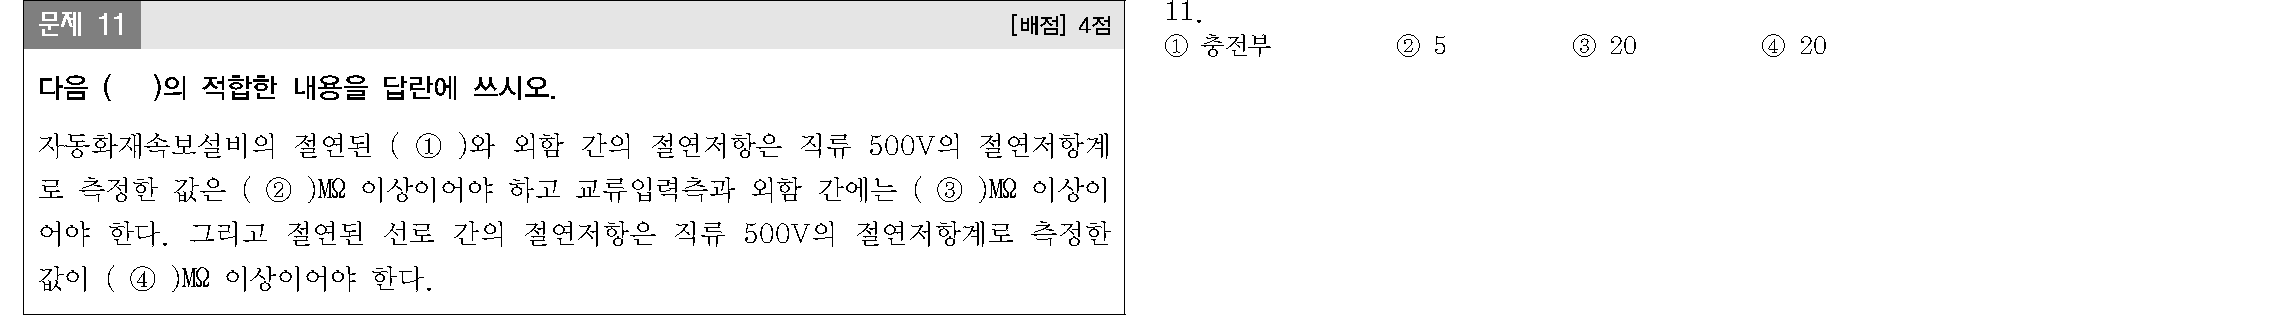 문제 11
[배점] 4점
다음 (   )의 적합한 내용을 답란에 쓰시오.
자동화재속보설비의 절연된 ( ① )와 외함 간의 절연저항은 직류 500V의 절연저항계
로 측정한 값은 ( ② )MΩ 이상이어야 하고 교류입력측과 외함 간에는 ( ③ )MΩ 이상이
어야 한다. 그리고 절연된 선로 간의 절연저항은 직류 500V의 절연저항계로 측정한
값이 ( ④ )MΩ 이상이어야 한다.
11.
① 충전부 ② 5 ③ 20 ④ 20